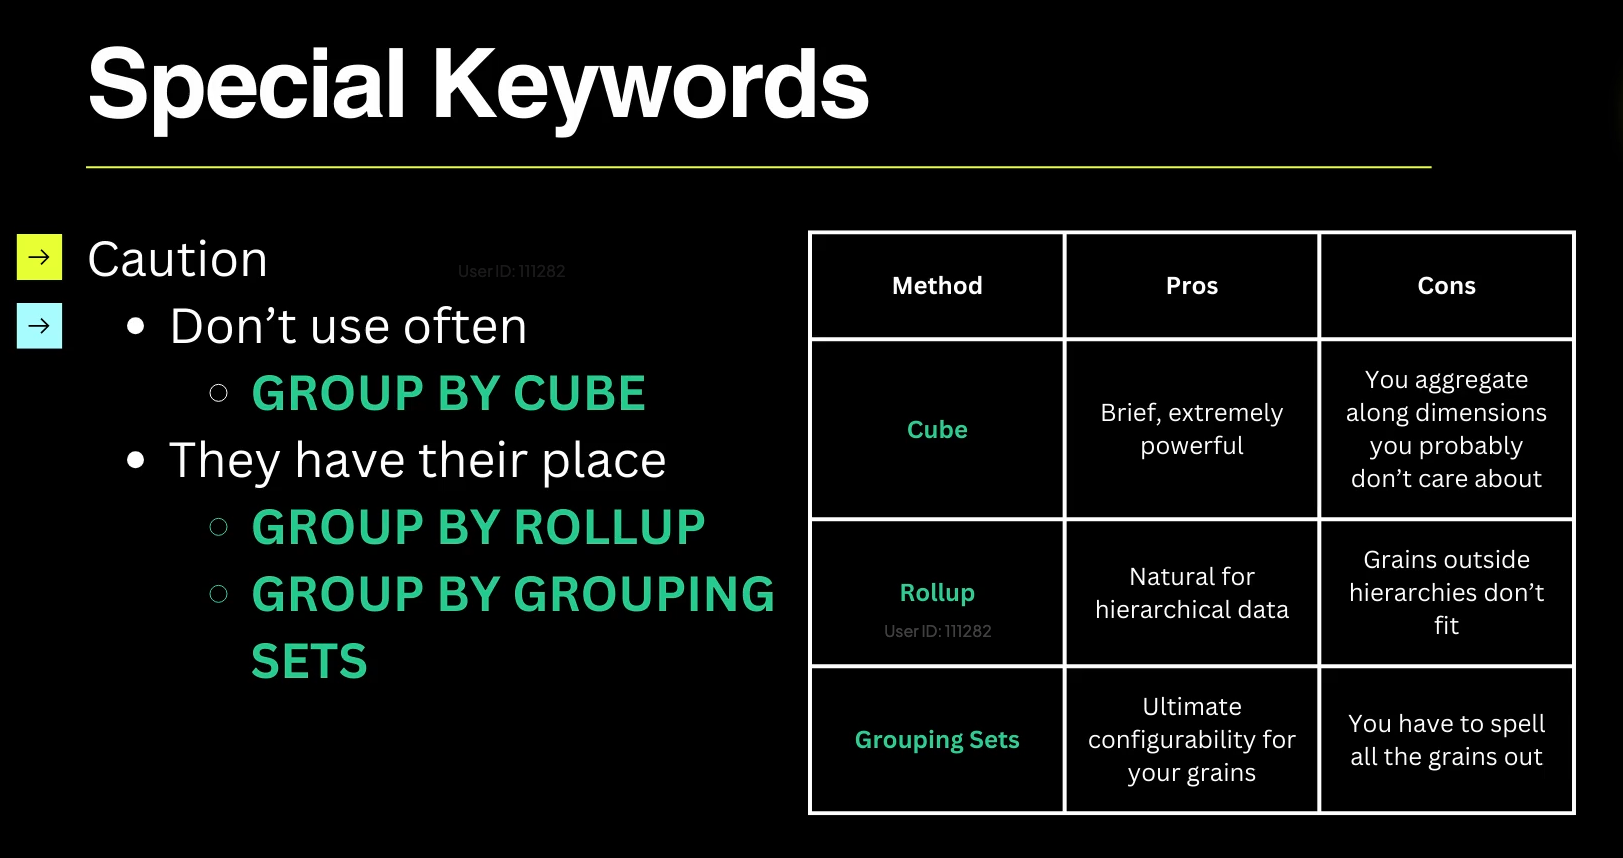 Special Keywords
Caution
User ID: 111282
Don’t use often
GROUP BY CUBE
They have their place
GROUP BY ROLLUP
GROUP BY GROUPING
SETS
Method Pros Cons
Cube
Brief, extremely
powerful
You aggregate
along dimensions
you probably
don’t care about
Rollup
User ID: 111282
Natural for
hierarchical data
Grains outside
hierarchies don’t
fit
Grouping Sets
Ultimate
configurability for
your grains
You have to spell
all the grains out